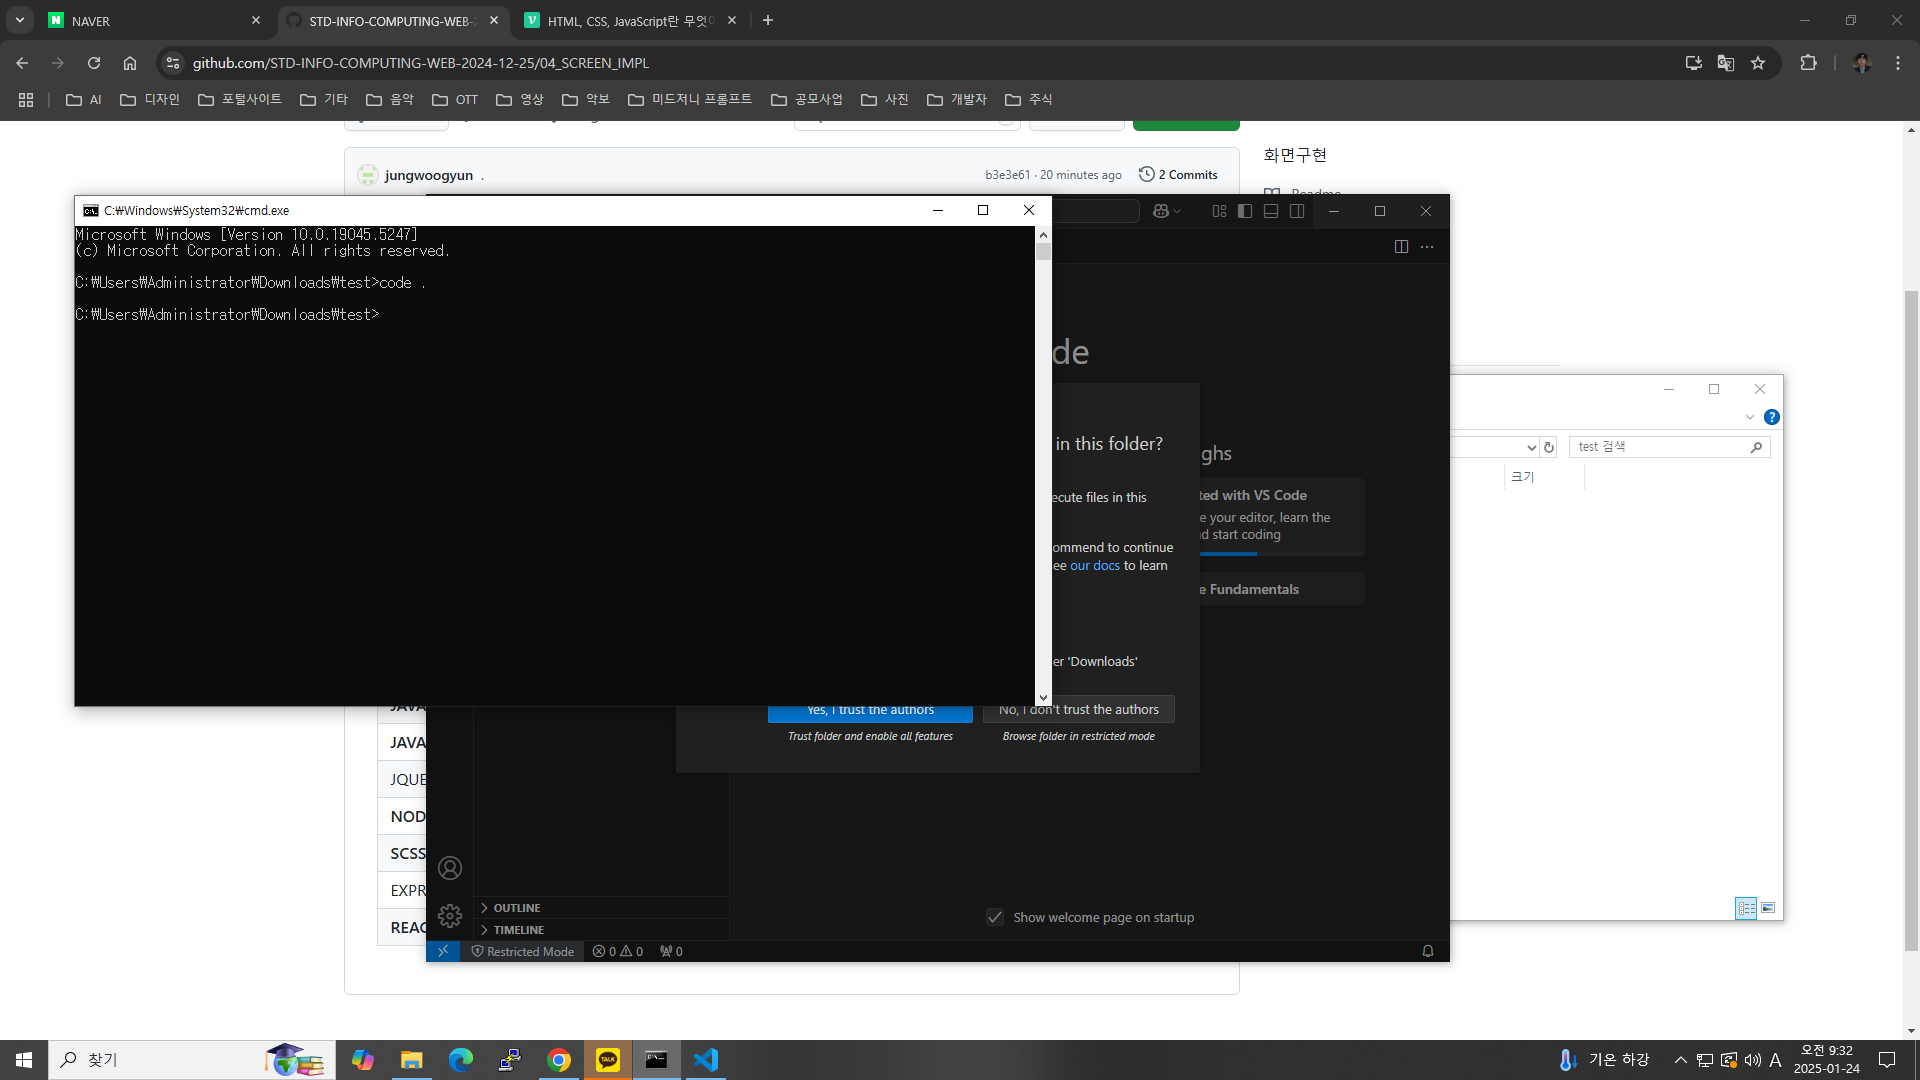 NAVER
STD-INFO-COMPUTING-WEB-2
HTML, CSS, JavaScript란 무엇이
github.com/STD-INFO-COMPUTING-WEB-2024-12-25/04_SCREEN_IMPL
AI
디자인
포털사이트
기타
음악
OTT
영상
악보
미드저니 프롬프트
공모사업
사진
개발자
주식
화면구현
jungwoogyun .
b3e3e61 · 20 minutes ago
2 Commits
Readme
C:₩Windows₩System32₩cmd.exe
Microsoft Windows [Version 10.0.19045.5247]
(c) Microsoft Corporation. All rights reserved.
C:₩Users₩Administrator₩Downloads₩test>code .
C:₩Users₩Administrator₩Downloads₩test>
de
in this folder?
ghs
ecute files in this
ted with VS Code
e your editor, learn the
nd start coding
ommend to continue
see our docs to learn
e Fundamentals
er 'Downloads'
Yes, I trust the authors
No, I don't trust the authors
Trust folder and enable all features
Browse folder in restricted mode
test 검색
크기
JAVA
JAVA
JQUE
NOD
SCSS
EXPR
REAC
OUTLINE
TIMELINE
Show welcome page on startup
Restricted Mode
0
0
0
찾기
TALK
기온 하강
A
오전 9:32
2025-01-24